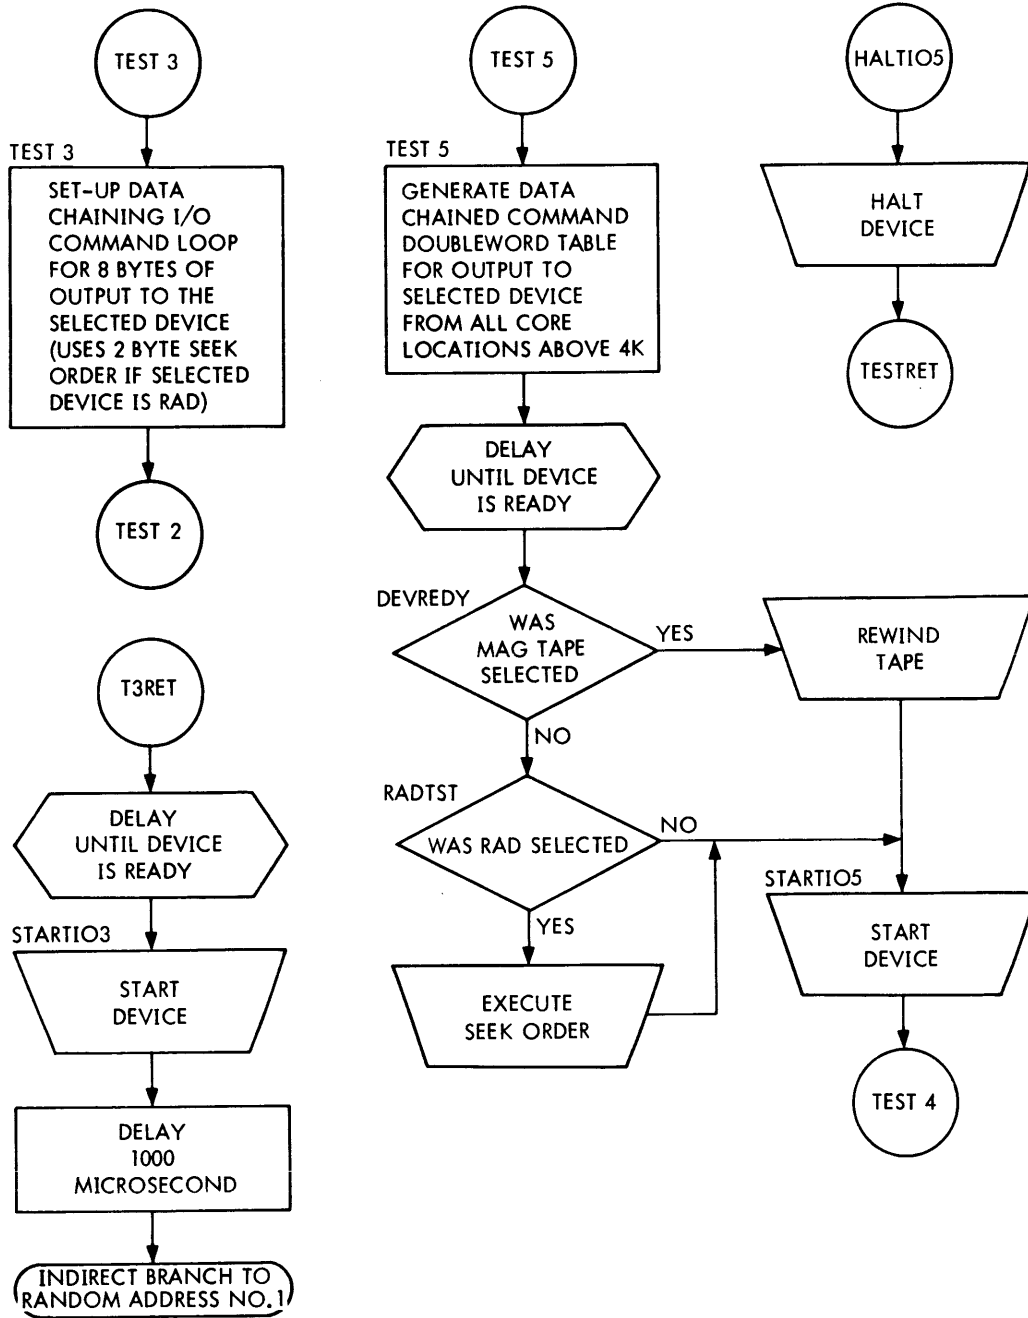 TEST 3
TEST 3
SET-UP DATA
CHAINING I/O
COMMAND LOOP
FOR 8 BYTES OF
OUTPUT TO THE
SELECTED DEVICE
(USES 2 BYTE SEEK
ORDER IF SELECTED
DEVICE IS RAD)
TEST 2
T3RET
DELAY
UNTIL DEVICE
IS READY
STARTIO3
START
DEVICE
DELAY
1000
MICROSECOND
INDIRECT BRANCH TO
RANDOM ADDRESS NO.1
TEST 5
TEST 5
GENERATE DATA
CHAINED COMMAND
DOUBLEWORD TABLE
FOR OUTPUT TO
SELECTED DEVICE
FROM ALL CORE
LOCATIONS ABOVE 4K
DELAY
UNTIL DEVICE
IS READY
DEVREDY
WAS
MAG TAPE
SELECTED
YES
NO
RADTST
WAS RAD SELECTED
NO
YES
EXECUTE
SEEK ORDER
HALTIO5
HALT
DEVICE
TESTRET
REWIND
TAPE
STARTIO5
START
DEVICE
TEST 4